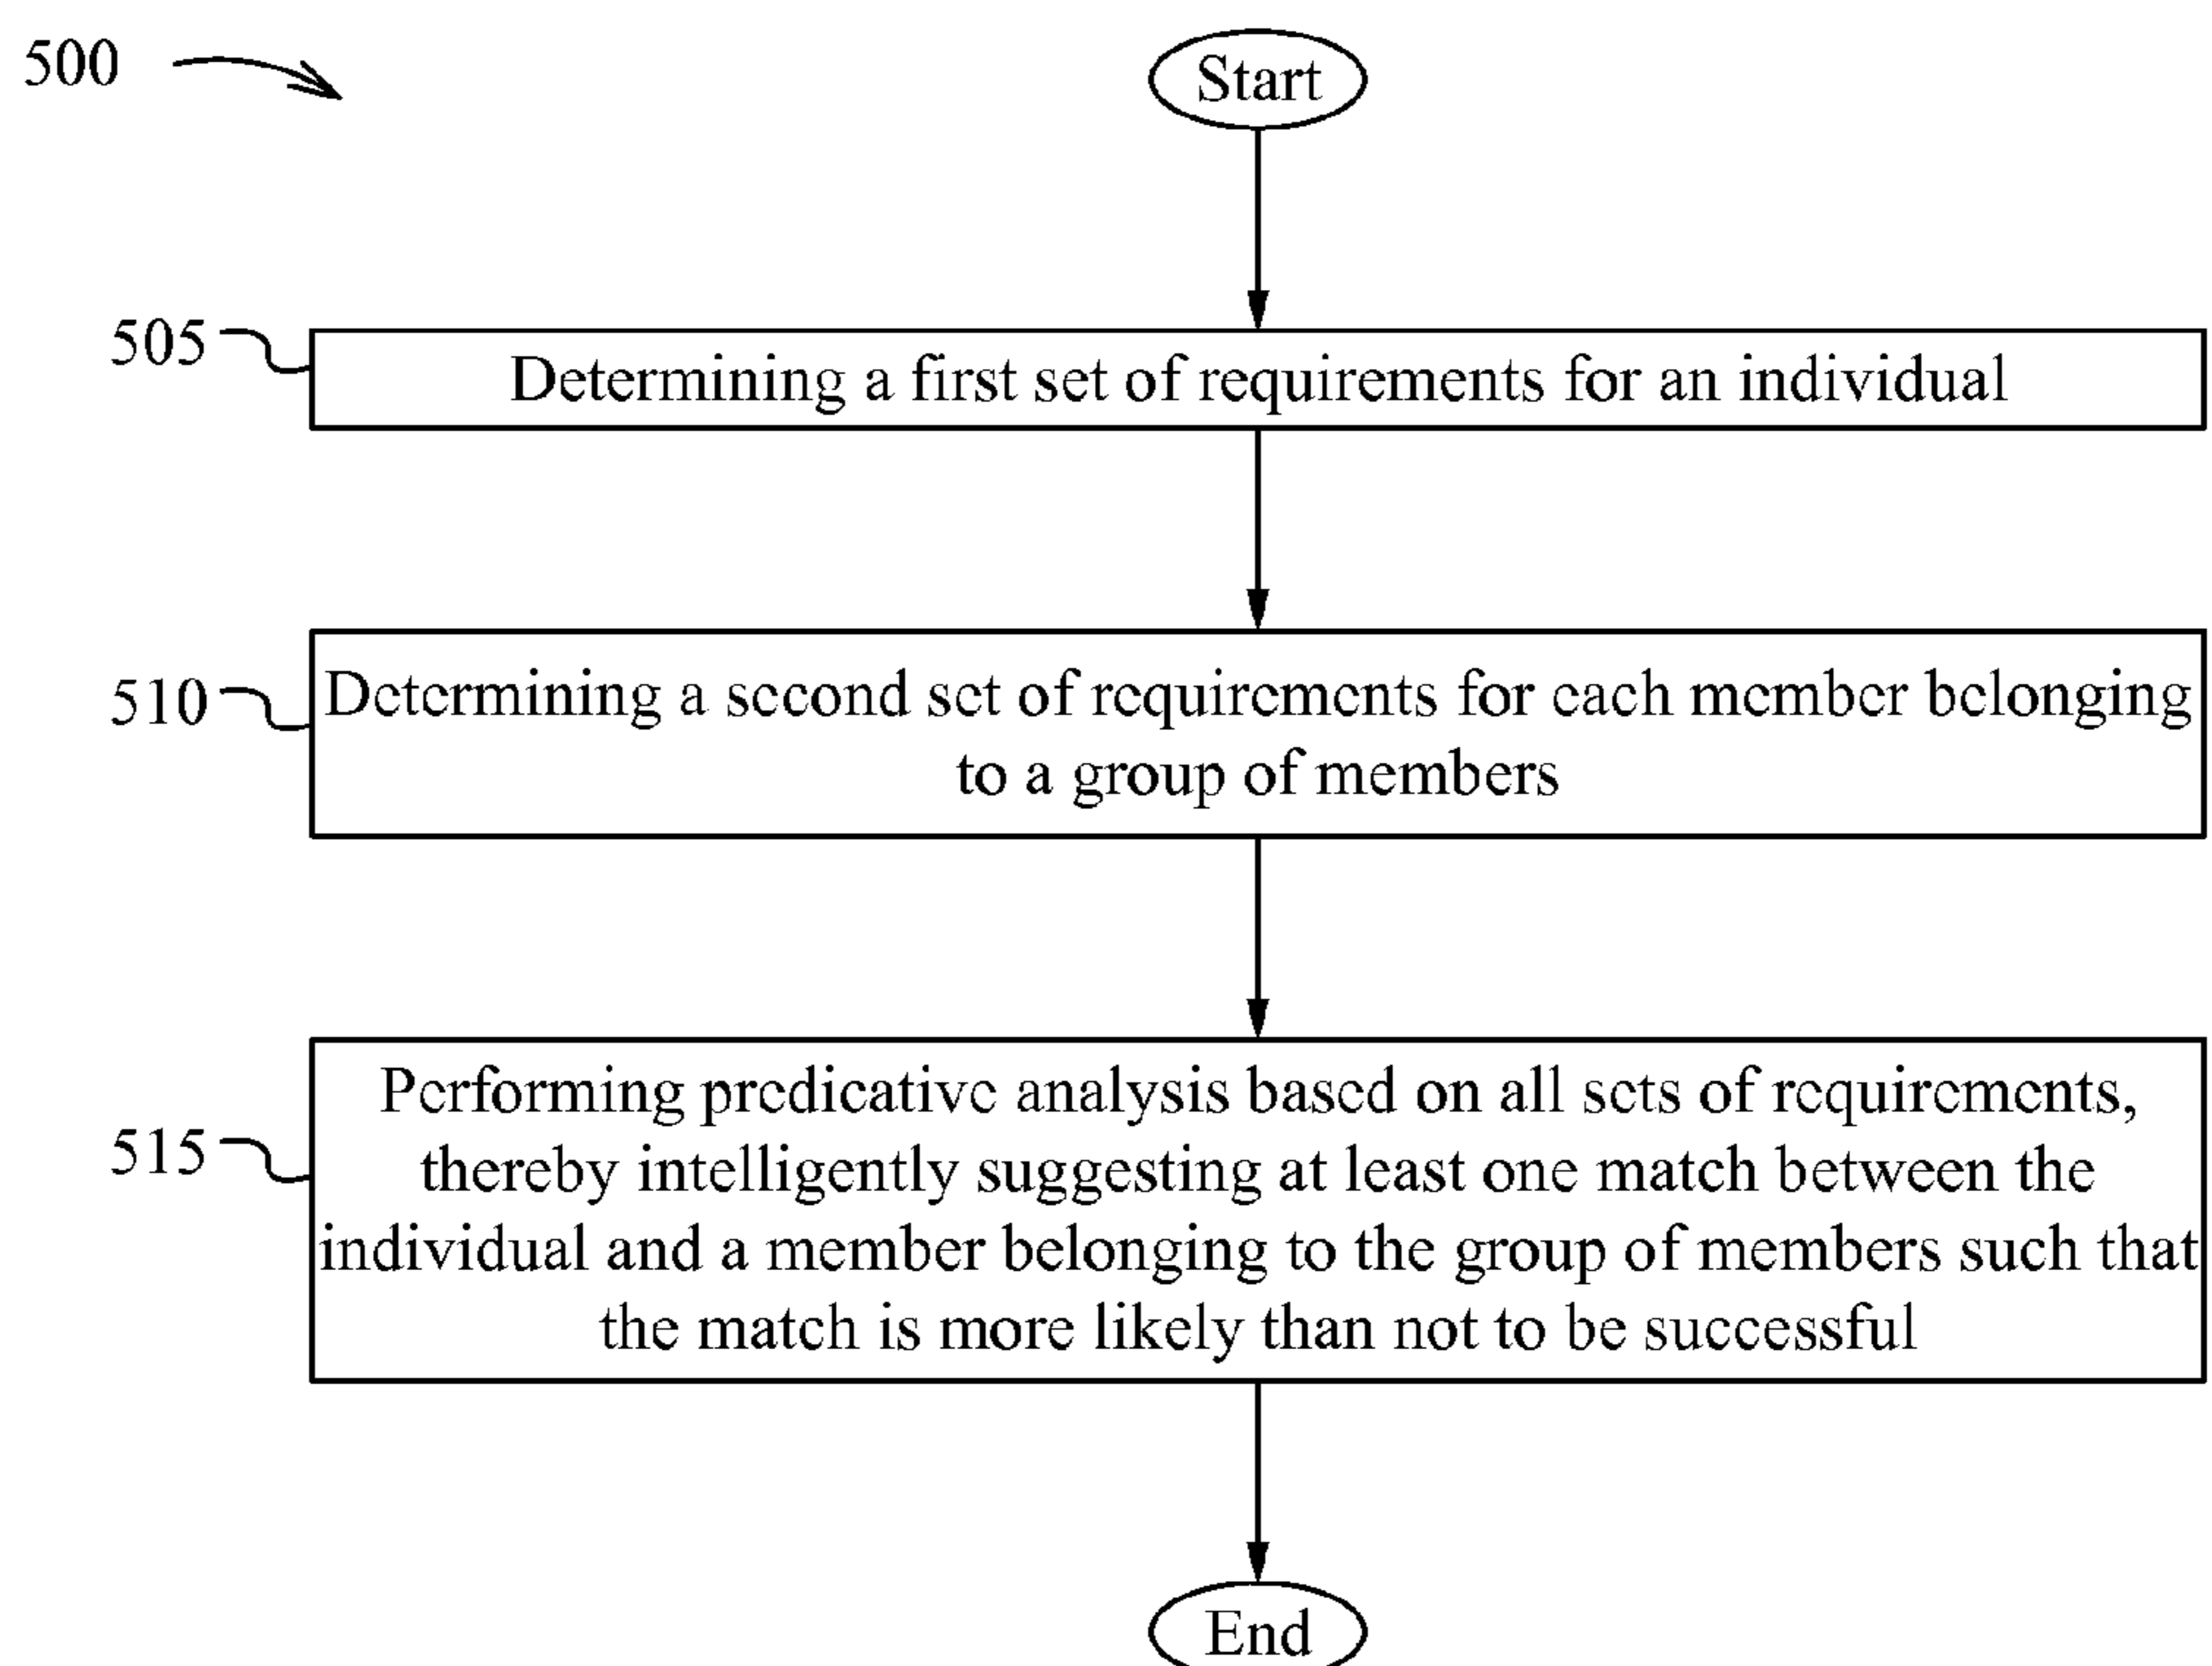 500
Start
505
Determining a first set of requirements for an individual
510
Determining a second set of requirements for each member belonging
to a group of members
515
Performing predicative analysis based on all sets of requirements,
thereby intelligently suggesting at least one match between the
individual and a member belonging to the group of members such that
the match is more likely than not to be successful
End